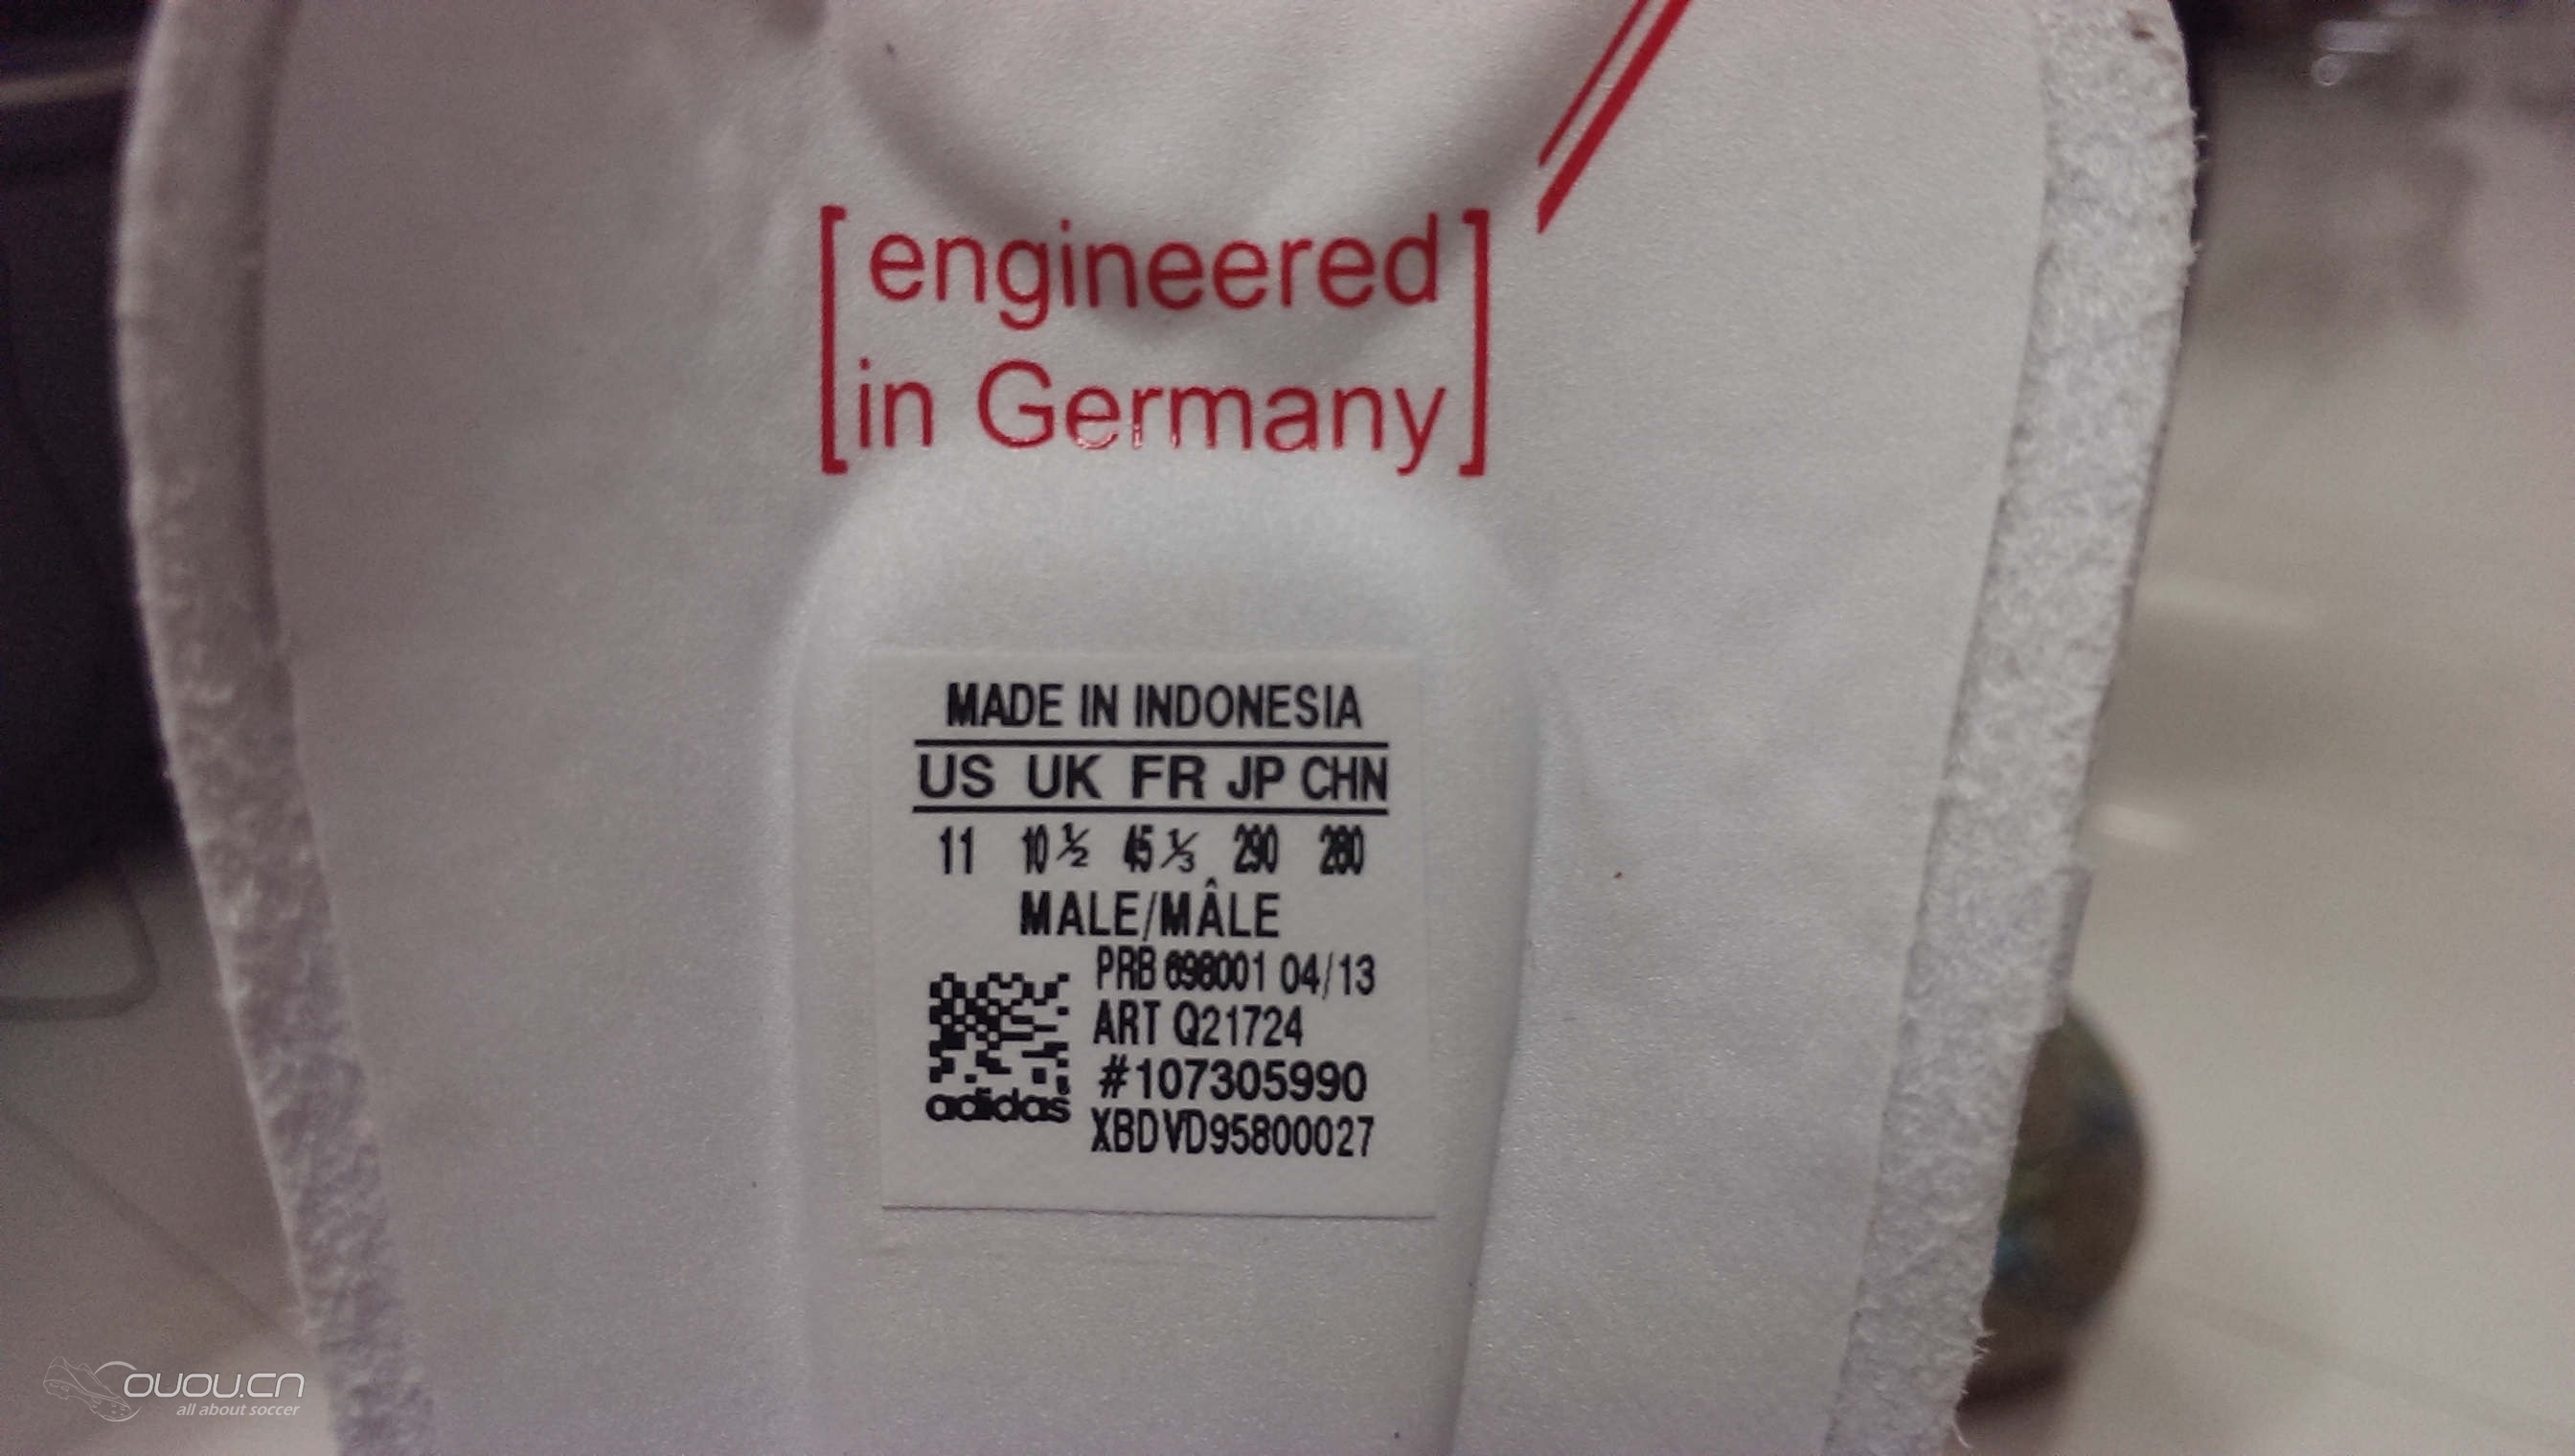 [engineered
in Germany]
MADE IN INDONESIA
US UK FR JP CHN
11 10½ 45⅓ 290 280
MALE/MÂLE
PRB 698001 04/13
ART Q21724
#107305990
XBDVD95800027
adidas
OUOU.CN
all about soccer